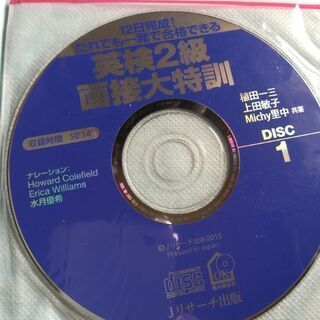 12日完成!
だれでも一発で合格できる
英検2級
面接大特訓
植田一三
上田敏子
Michy里中 共著
収録時間 50'14"
DISC
1
ナレーション:
Howard Colefield
Erica Williams
水月優希
©Jリサーチ出版 2015
Printed in Japan
COMPACT
disc
DIGITAL AUDIO
Jリサーチ出版